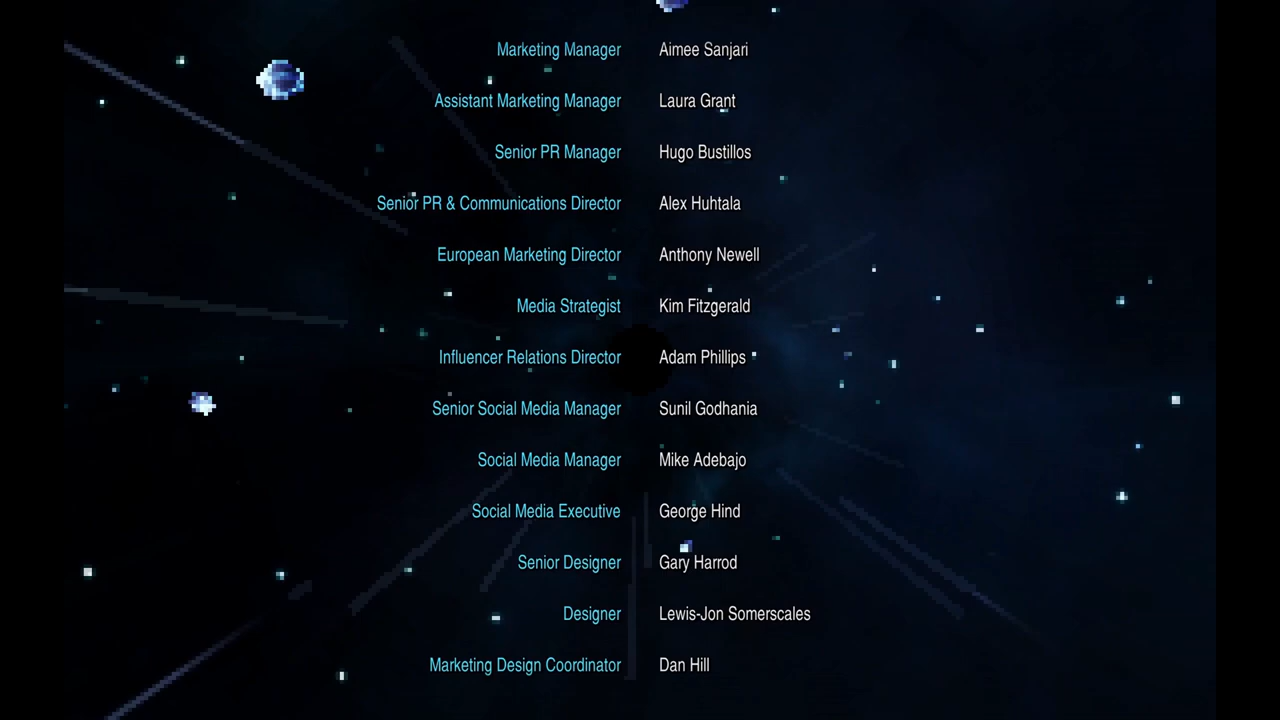 Marketing Manager Aimee Sanjari
Assistant Marketing Manager Laura Grant
Senior PR Manager Hugo Bustillos
Senior PR & Communications Director Alex Huhtala
European Marketing Director Anthony Newell
Media Strategist Kim Fitzgerald
Influencer Relations Director Adam Phillips
Senior Social Media Manager Sunil Godhania
Social Media Manager Mike Adebajo
Social Media Executive George Hind
Senior Designer Gary Harrod
Designer Lewis-Jon Somerscales
Marketing Design Coordinator Dan Hill